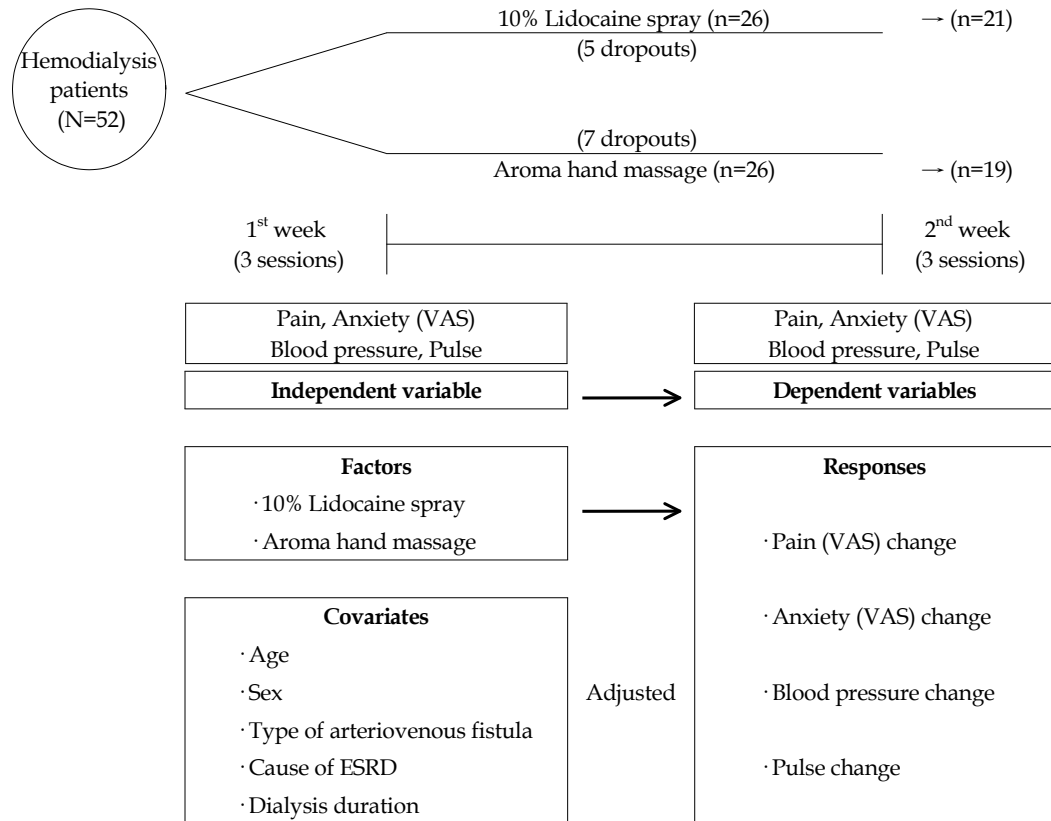 Hemodialysis
patients
(N=52)
10% Lidocaine spray (n=26)
(5 dropouts)
→ (n=21)
(7 dropouts)
Aroma hand massage (n=26)
→ (n=19)
1st week
(3 sessions)
2nd week
(3 sessions)
Pain, Anxiety (VAS)
Blood pressure, Pulse
Pain, Anxiety (VAS)
Blood pressure, Pulse
Independent variable
Dependent variables
Factors
·10% Lidocaine spray
·Aroma hand massage
Covariates
·Age
·Sex
·Type of arteriovenous fistula
·Cause of ESRD
·Dialysis duration
Adjusted
Responses
·Pain (VAS) change
·Anxiety (VAS) change
·Blood pressure change
·Pulse change